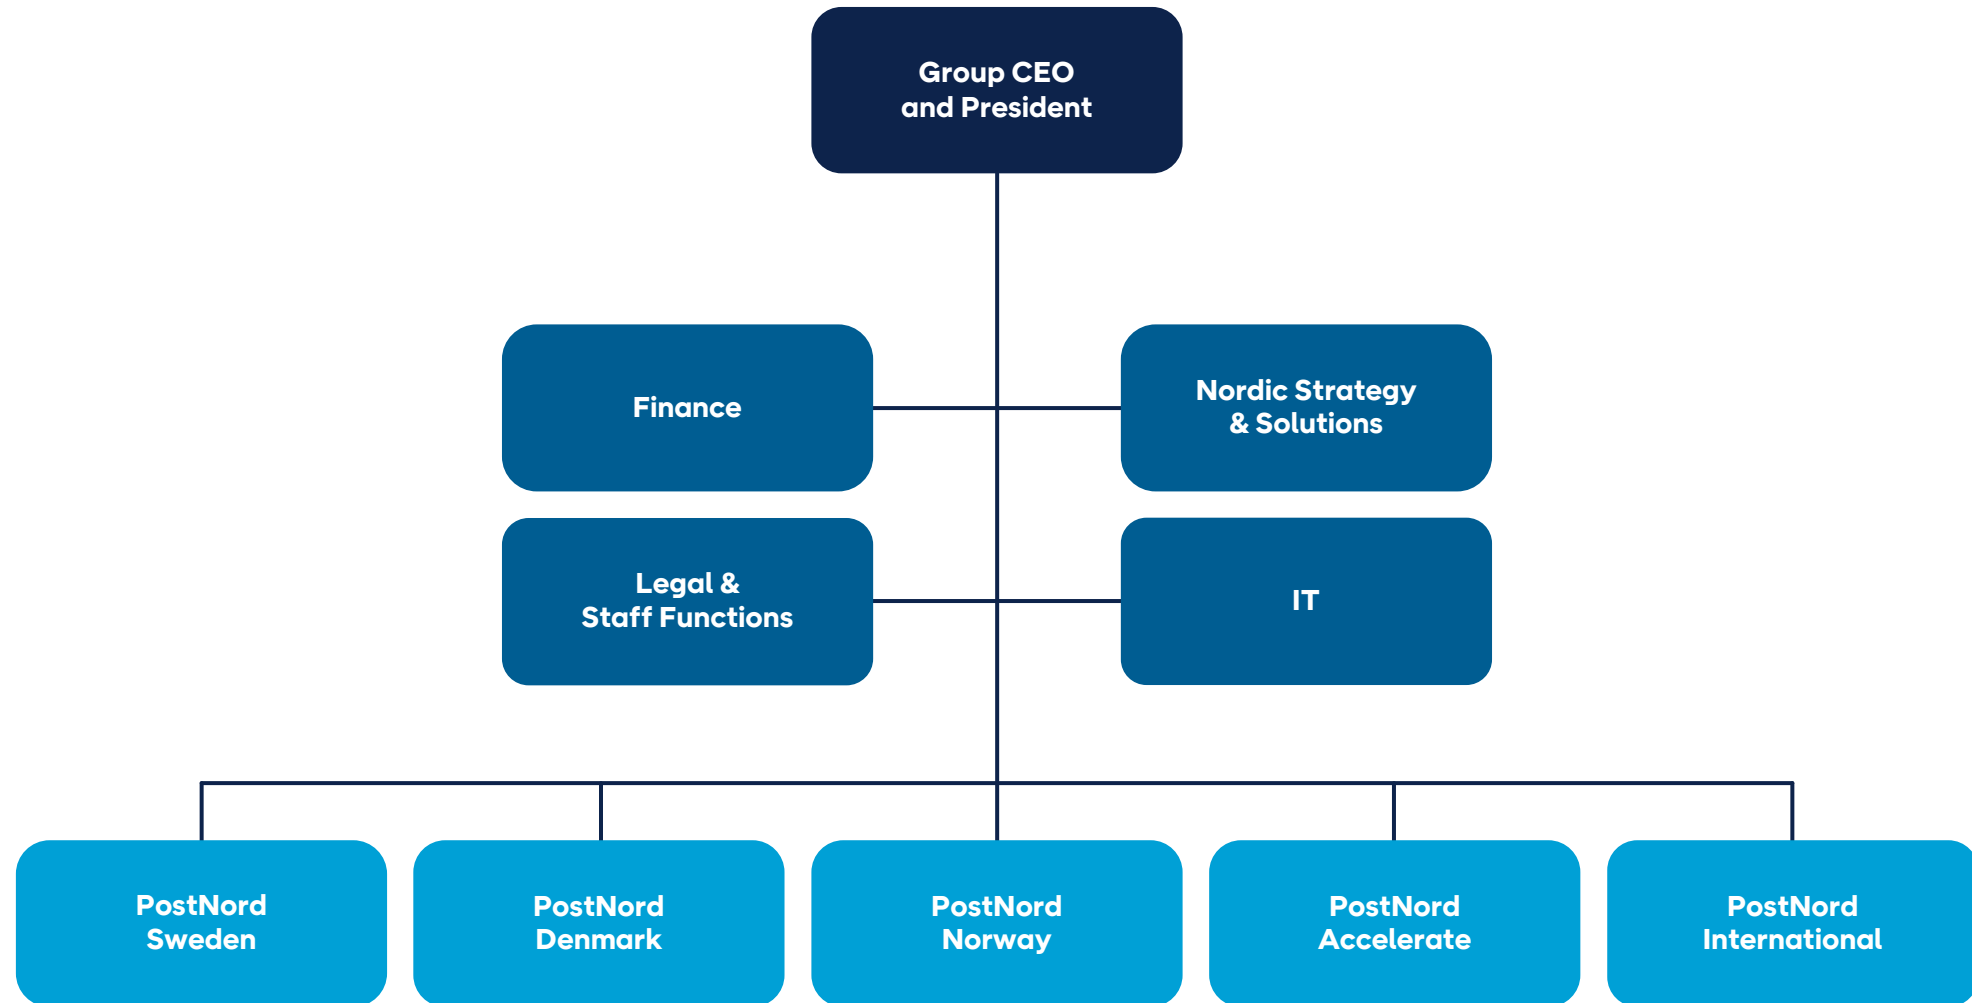 Group CEO
and President
Finance
Nordic Strategy
& Solutions
Legal &
Staff Functions
IT
PostNord
Sweden
PostNord
Denmark
PostNord
Norway
PostNord
Accelerate
PostNord
International